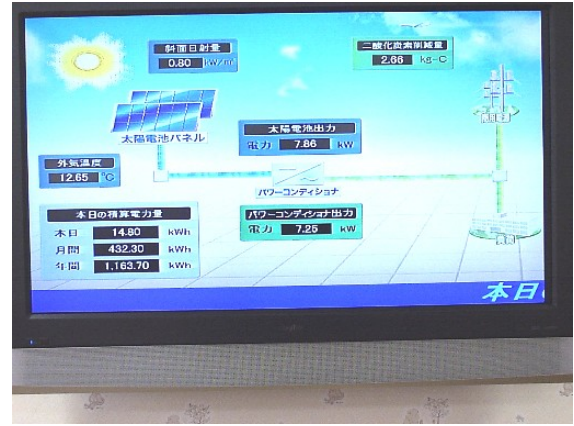 斜面日射量
0.80 kW/㎡
二酸化炭素削減量
2.66 kg-C
太陽電池パネル
太陽電池出力
電力 7.86 kW
外気温度
12.65 ℃
パワーコンディショナ
本日の積算電力量
本日 14.80 kWh
月間 432.30 kWh
年間 1,163.70 kWh
パワーコンディショナ出力
電力 7.25 kW
本日